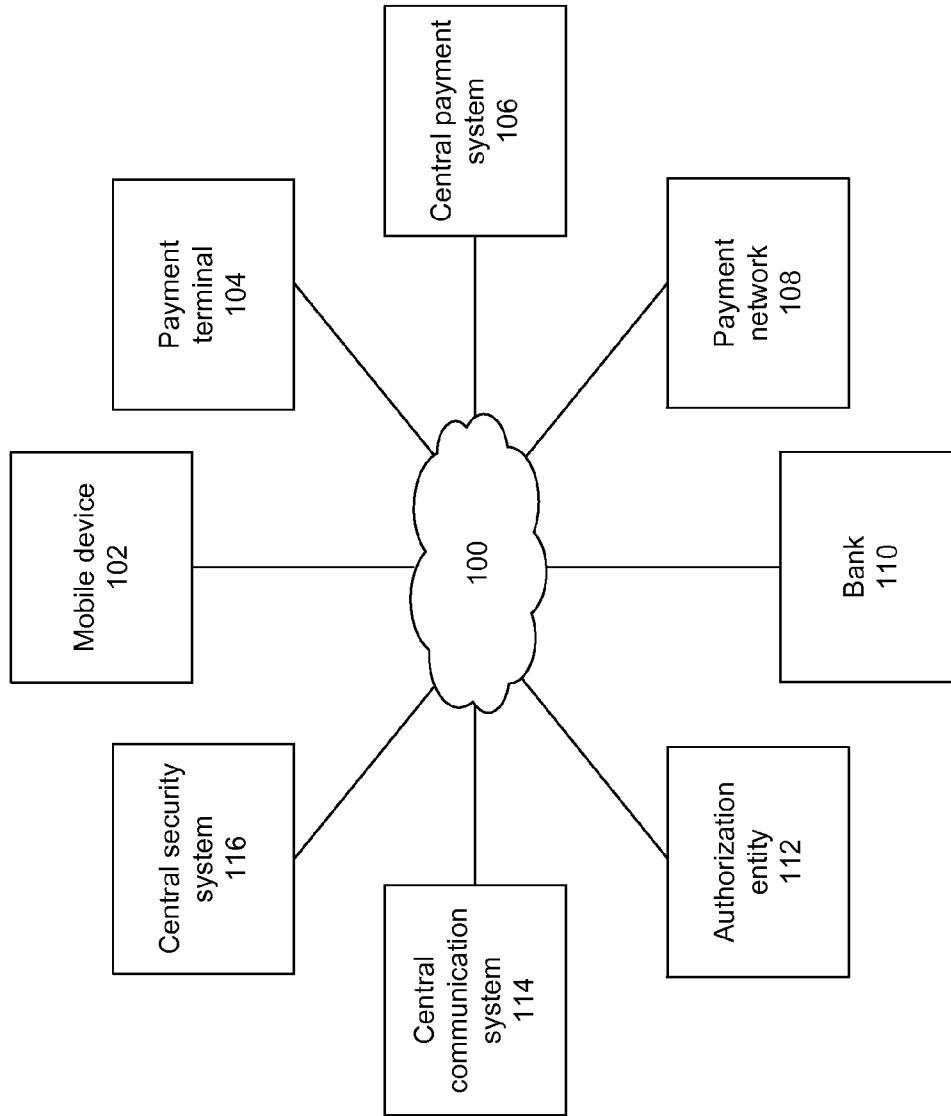 Mobile device
102
Payment
terminal
104
Central payment
system
106
Payment
network
108
Bank
110
Authorization
entity
112
Central
communication
system
114
Central security
system
116
100